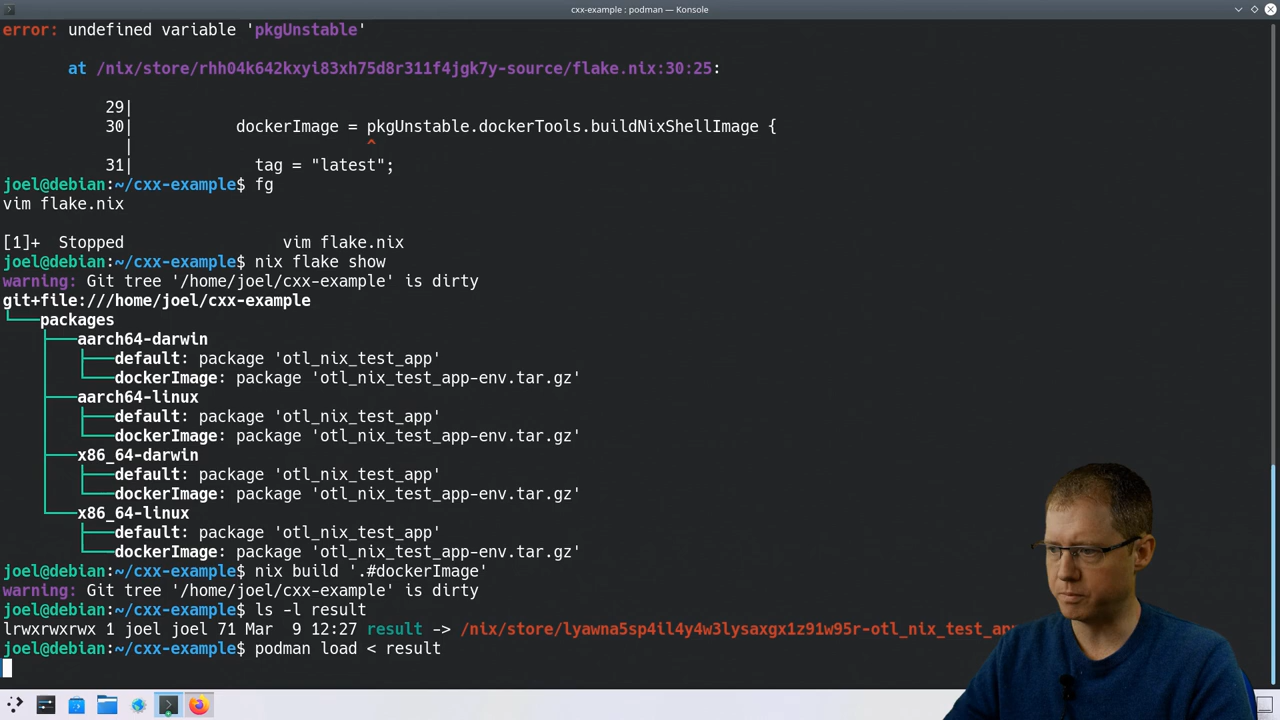 cxx-example : podman — Konsole
error: undefined variable 'pkgUnstable'
at /nix/store/rhh04k642kxyi83xh75d8r311f4jgk7y-source/flake.nix:30:25:
29|
30| dockerImage = pkgUnstable.dockerTools.buildNixShellImage {
| ^
31| tag = "latest";
joel@debian:~/cxx-example$ fg
vim flake.nix
[1]+ Stopped vim flake.nix
joel@debian:~/cxx-example$ nix flake show
warning: Git tree '/home/joel/cxx-example' is dirty
git+file:///home/joel/cxx-example
└───packages
├───aarch64-darwin
├───default: package 'otl_nix_test_app'
└───dockerImage: package 'otl_nix_test_app-env.tar.gz'
├───aarch64-linux
├───default: package 'otl_nix_test_app'
└───dockerImage: package 'otl_nix_test_app-env.tar.gz'
├───x86_64-darwin
├───default: package 'otl_nix_test_app'
└───dockerImage: package 'otl_nix_test_app-env.tar.gz'
└───x86_64-linux
├───default: package 'otl_nix_test_app'
└───dockerImage: package 'otl_nix_test_app-env.tar.gz'
joel@debian:~/cxx-example$ nix build '.#dockerImage'
warning: Git tree '/home/joel/cxx-example' is dirty
joel@debian:~/cxx-example$ ls -l result
lrwxrwxrwx 1 joel joel 71 Mar 9 12:27 result -> /nix/store/lyawna5sp4il4y4w3lysaxgx1z91w95r-otl_nix_test_app
joel@debian:~/cxx-example$ podman load < result